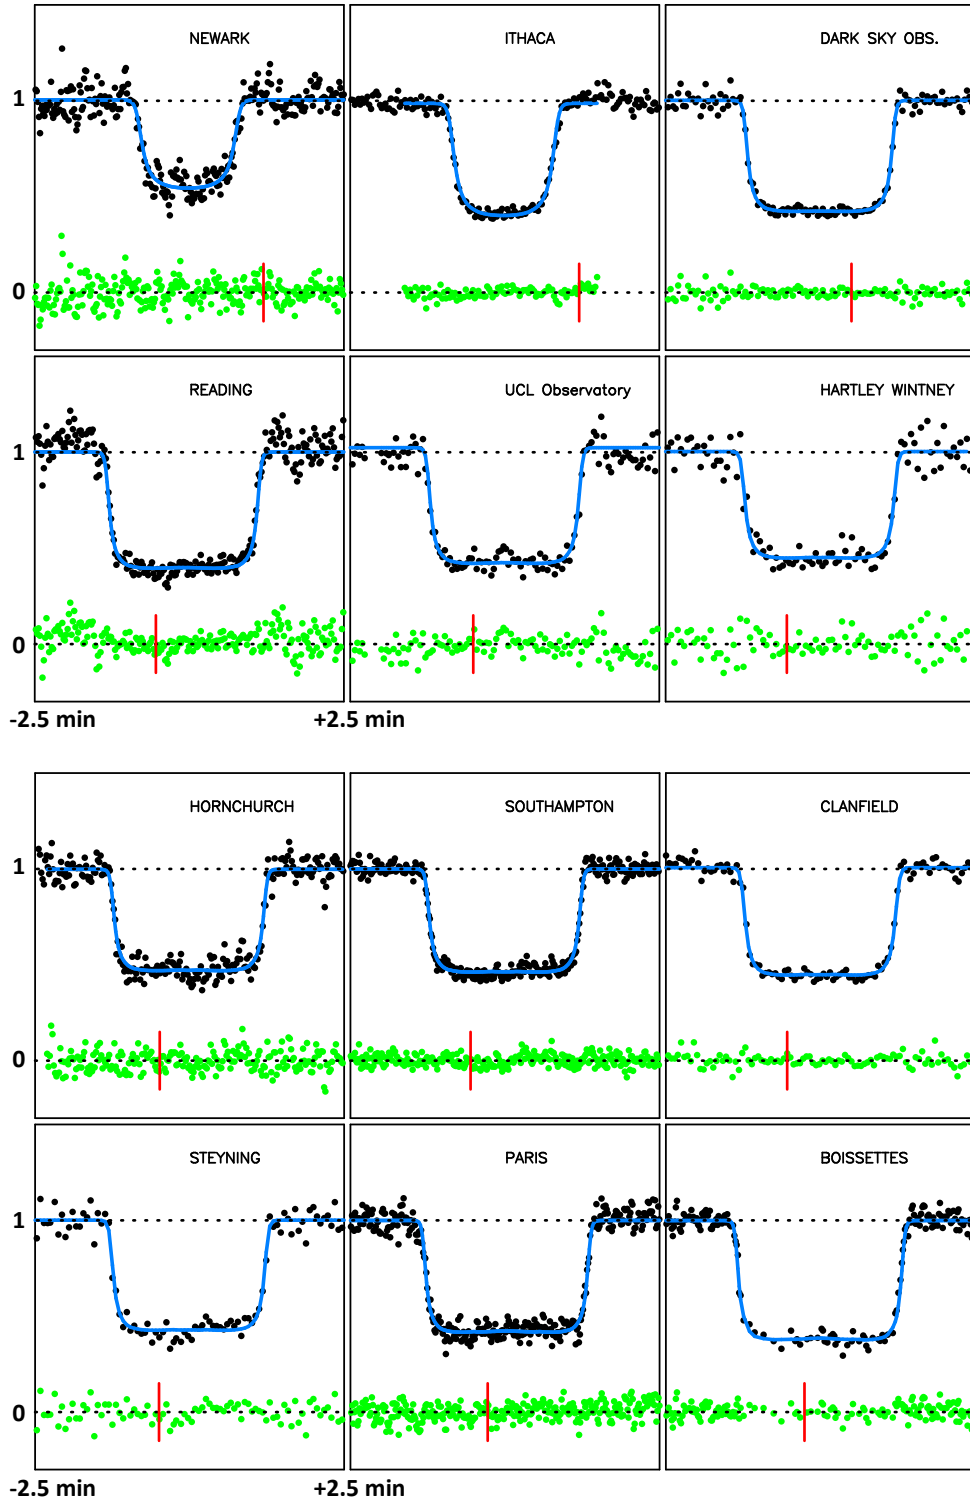 NEWARK
ITHACA
DARK SKY OBS.
1
0
READING
UCL Observatory
HARTLEY WINTNEY
1
0
-2.5 min
+2.5 min
HORNCHURCH
SOUTHAMPTON
CLANFIELD
1
0
STEYNING
PARIS
BOISSETTES
1
0
-2.5 min
+2.5 min